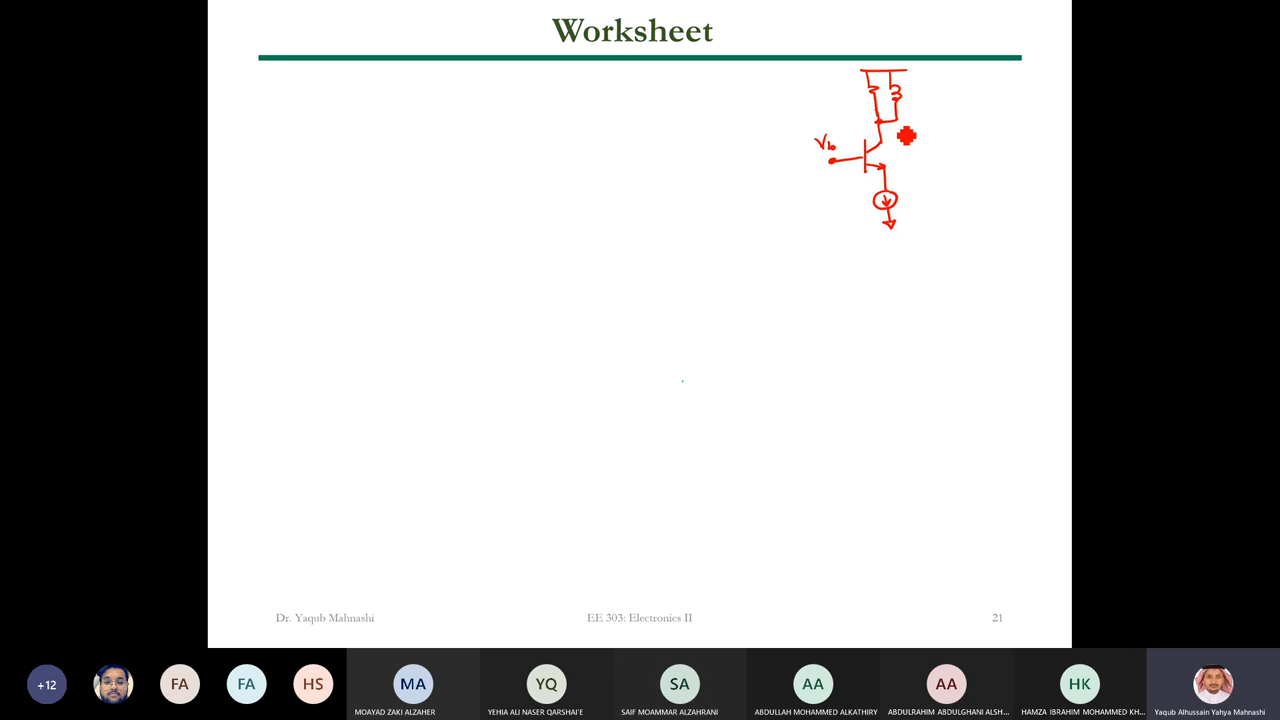 Worksheet
Vb
Dr. Yaqub Mahnashi
EE 303: Electronics II
21
+12
FA
FA
HS
MA
YQ
SA
AA
AA
HK
MOAYAD ZAKI ALZAHER
YEHIA ALI NASER QARSHAI'E
SAIF MOAMMAR ALZAHRANI
ABDULLAH MOHAMMED ALKATHIRY
ABDULRAHIM ABDULGHANI ALSH...
HAMZA IBRAHIM MOHAMMED KH...
Yaqub Alhussain Yahya Mahnashi